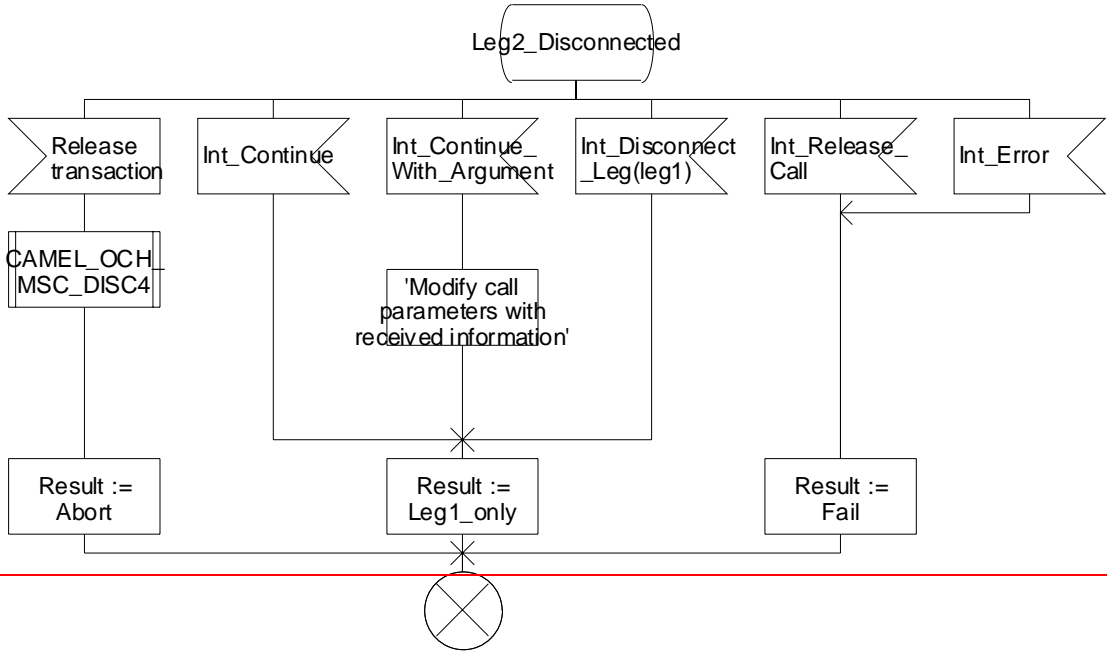 Leg2_Disconnected
Release
transaction
Int_Continue
Int_Continue_
With_Argument
Int_Disconnect
_Leg(leg1)
Int_Release_
Call
Int_Error
CAMEL_OCH_
MSC_DISC4
'Modify call
parameters with
received information'
Result :=
Abort
Result :=
Leg1_only
Result :=
Fail